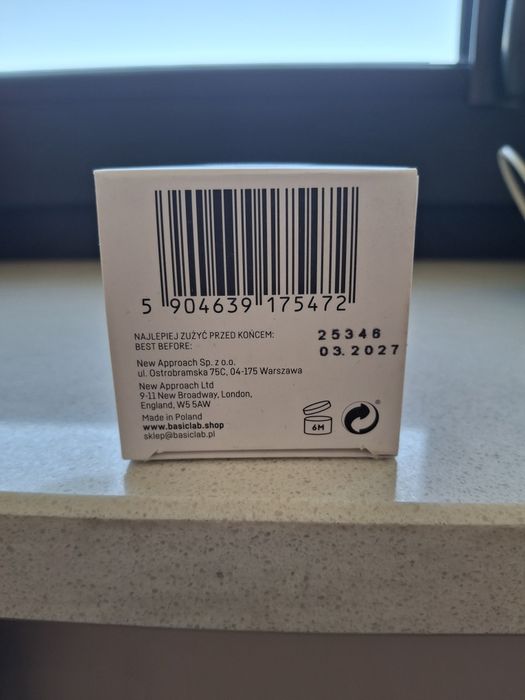 5 904639 175472
NAJLEPIEJ ZUŻYĆ PRZED KOŃCEM:
BEST BEFORE:
25346
03.2027
New Approach Sp. z o.o.
ul. Ostrobramska 75C, 04-175 Warszawa
New Approach Ltd
9-11 New Broadway, London,
England, W5 5AW
Made in Poland
www.basiclab.shop
sklep@basiclab.pl
6M
®